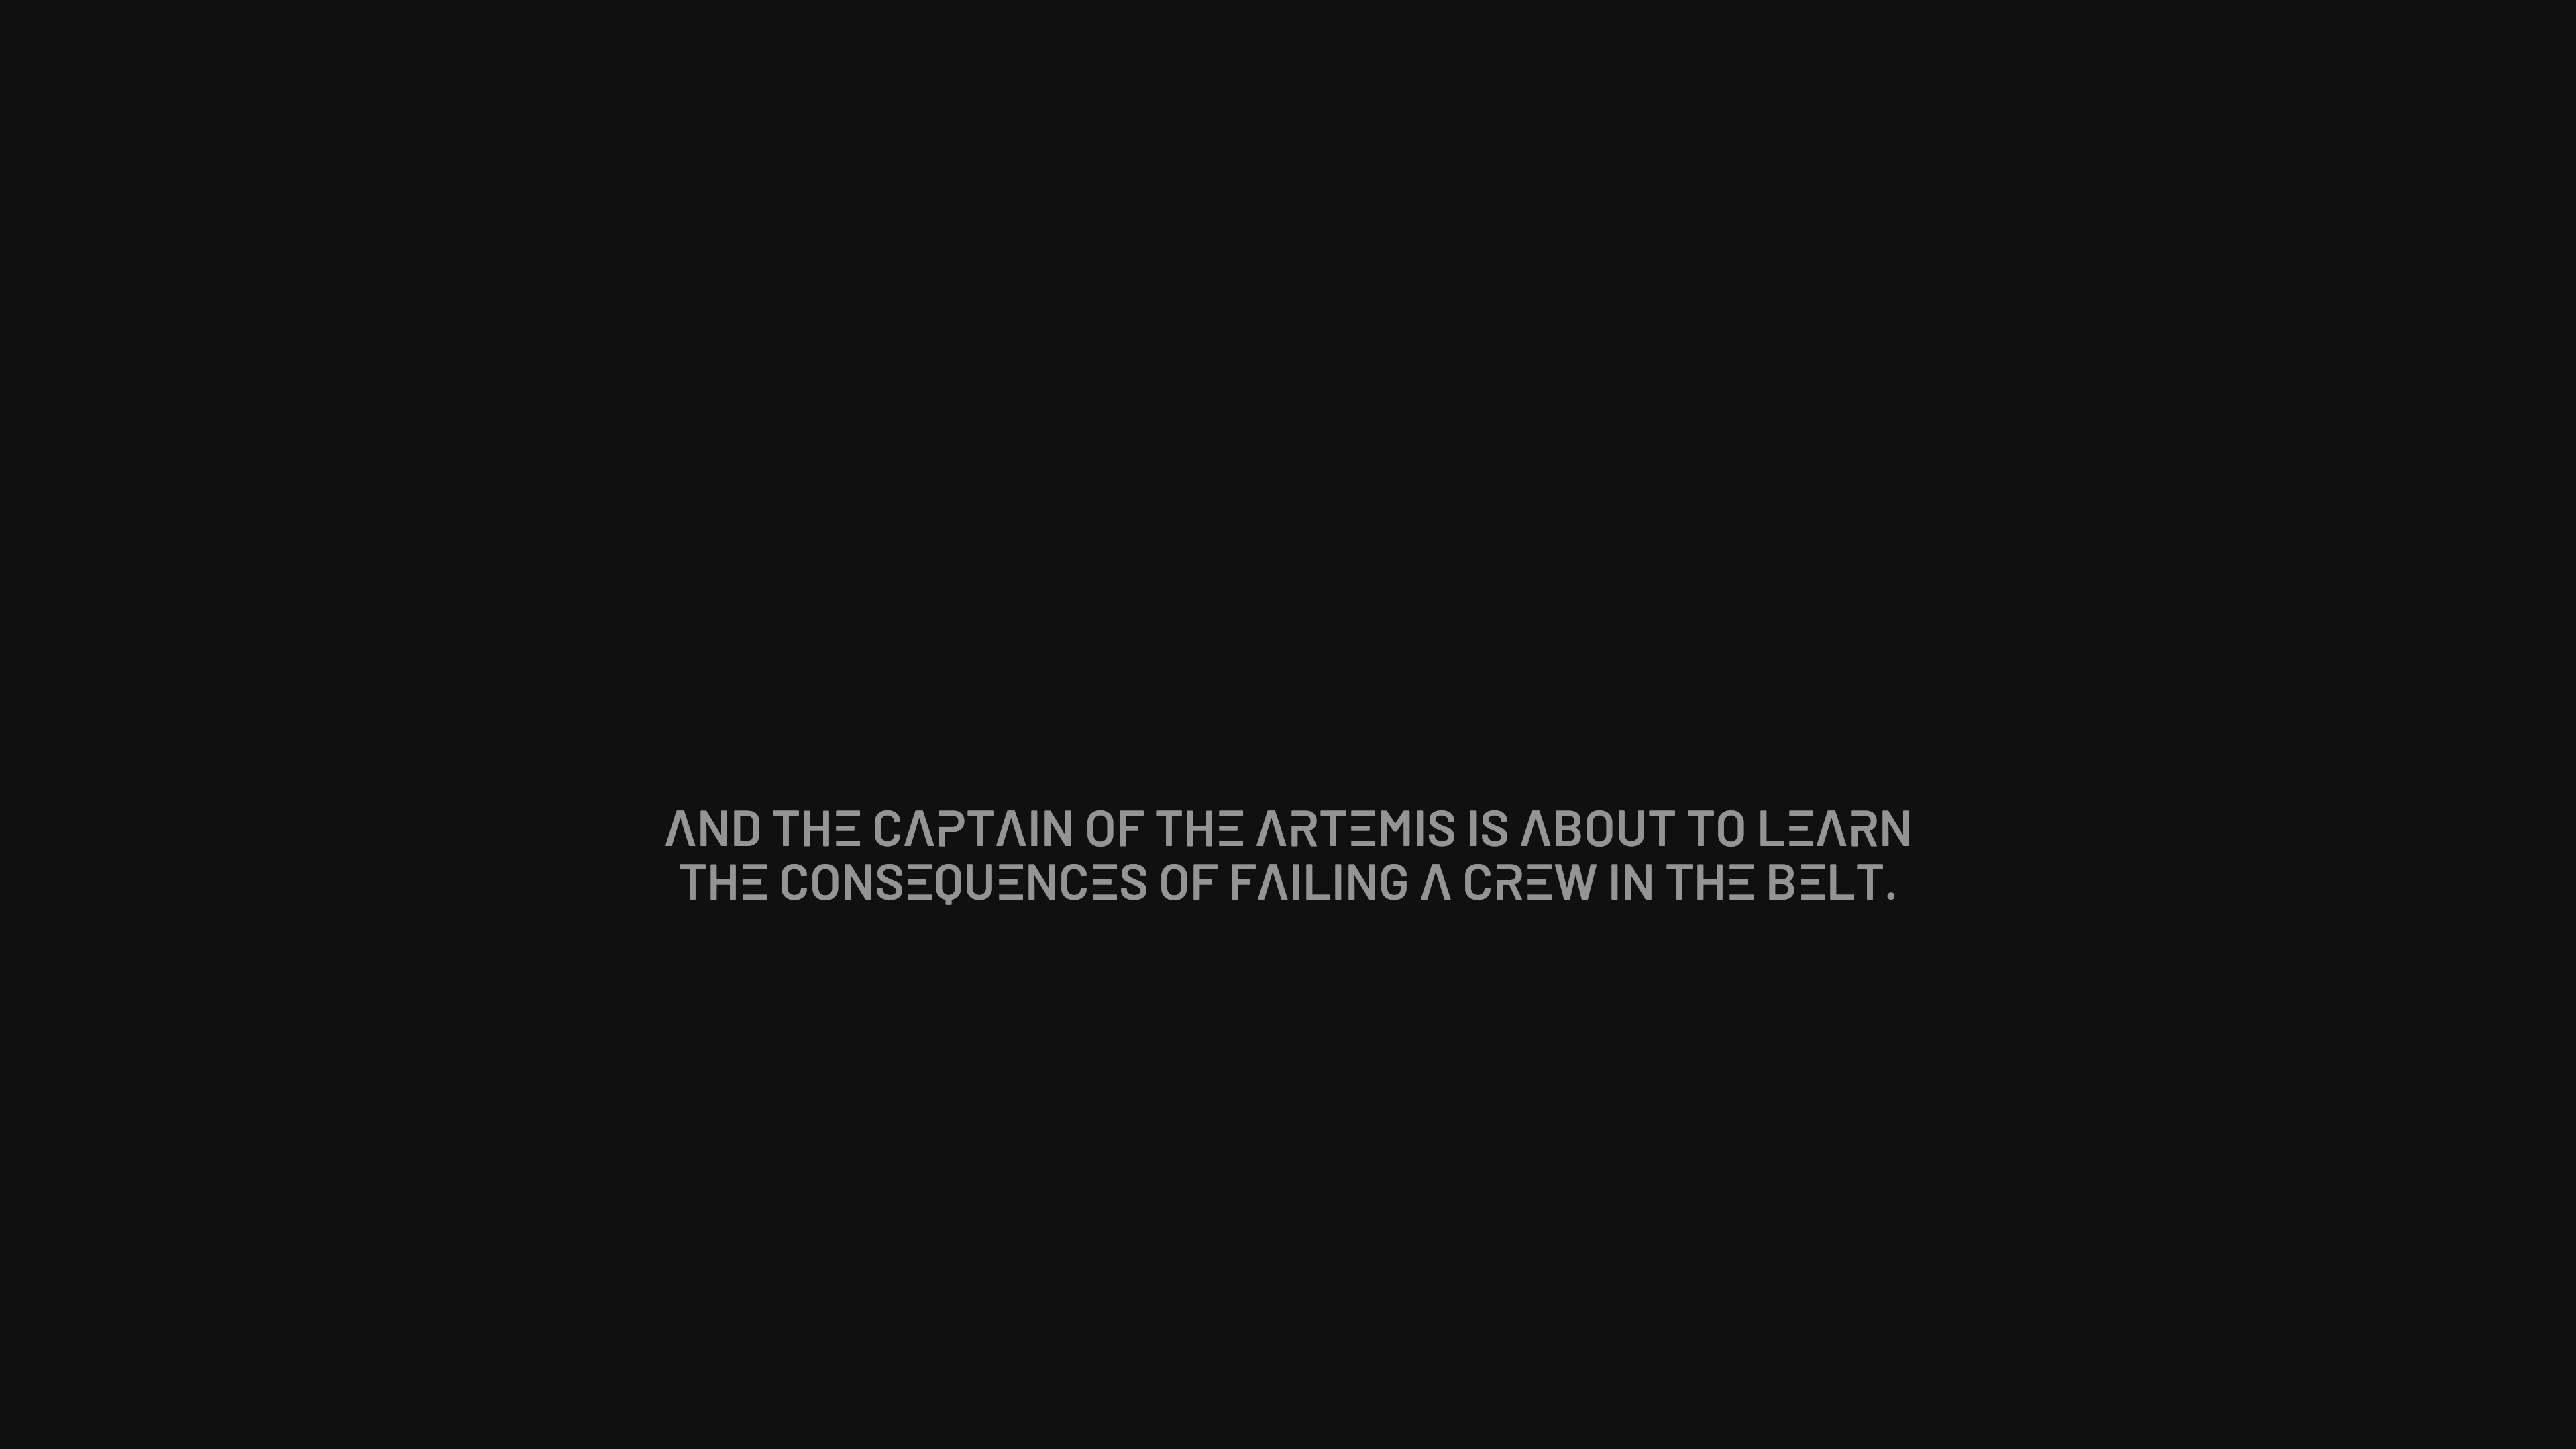 AND THE CAPTAIN OF THE ARTEMIS IS ABOUT TO LEARN
THE CONSEQUENCES OF FAILING A CREW IN THE BELT.